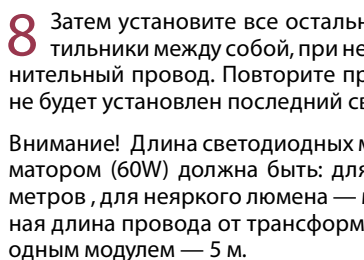 8 Затем установите все остальн
тильники между собой, при не
нительный провод. Повторите пр
не будет установлен последний св
Внимание! Длина светодиодных м
матором (60W) должна быть: для
метров , для неяркого люмена — м
ная длина провода от трансформ
одным модулем — 5 м.